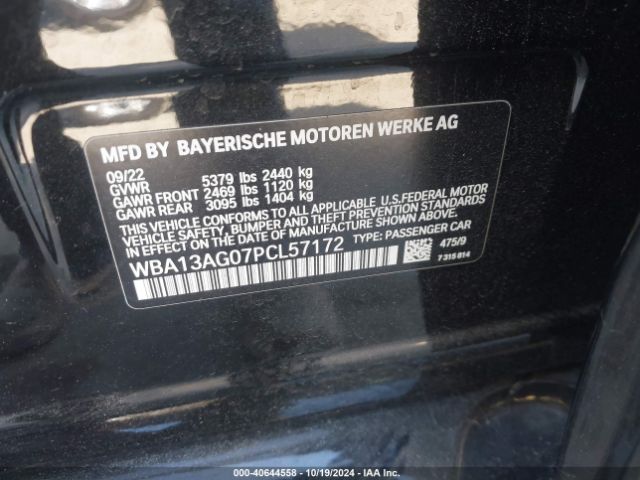 MFD BY BAYERISCHE MOTOREN WERKE AG
09/22
GVWR 5379 lbs 2440 kg
GAWR FRONT 2469 lbs 1120 kg
GAWR REAR 3095 lbs 1404 kg
THIS VEHICLE CONFORMS TO ALL APPLICABLE U.S. FEDERAL MOTOR
VEHICLE SAFETY, BUMPER AND THEFT PREVENTION STANDARDS
IN EFFECT ON THE DATE OF MANUFACTURE SHOWN ABOVE.
WBA13AG07PCL57172 TYPE: PASSENGER CAR
475/9
7 315 814
000-40644558 - 10/19/2024 - IAA Inc.